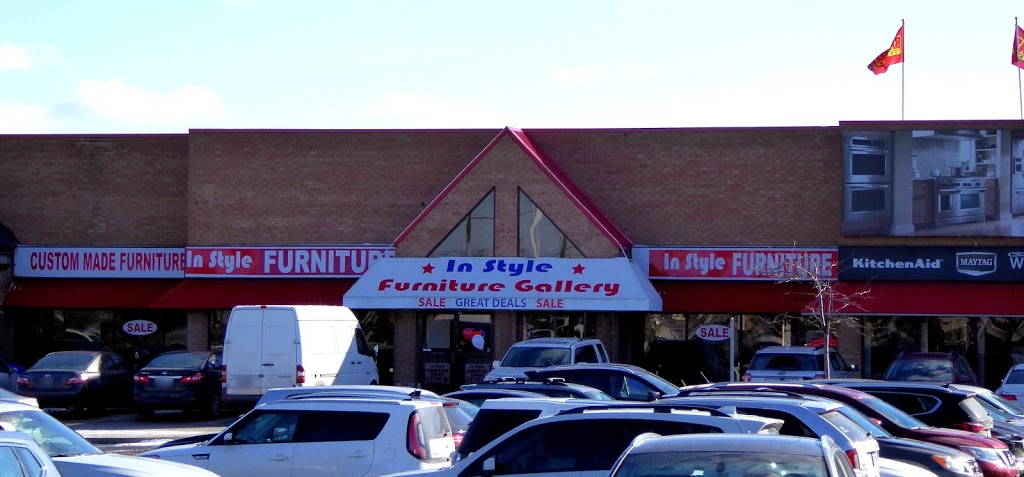 CUSTOM MADE FURNITURE
In Style FURNITURE
In Style
Furniture Gallery
SALE GREAT DEALS SALE
In Style FURNITURE
KitchenAid MAYTAG W
SALE
SALE